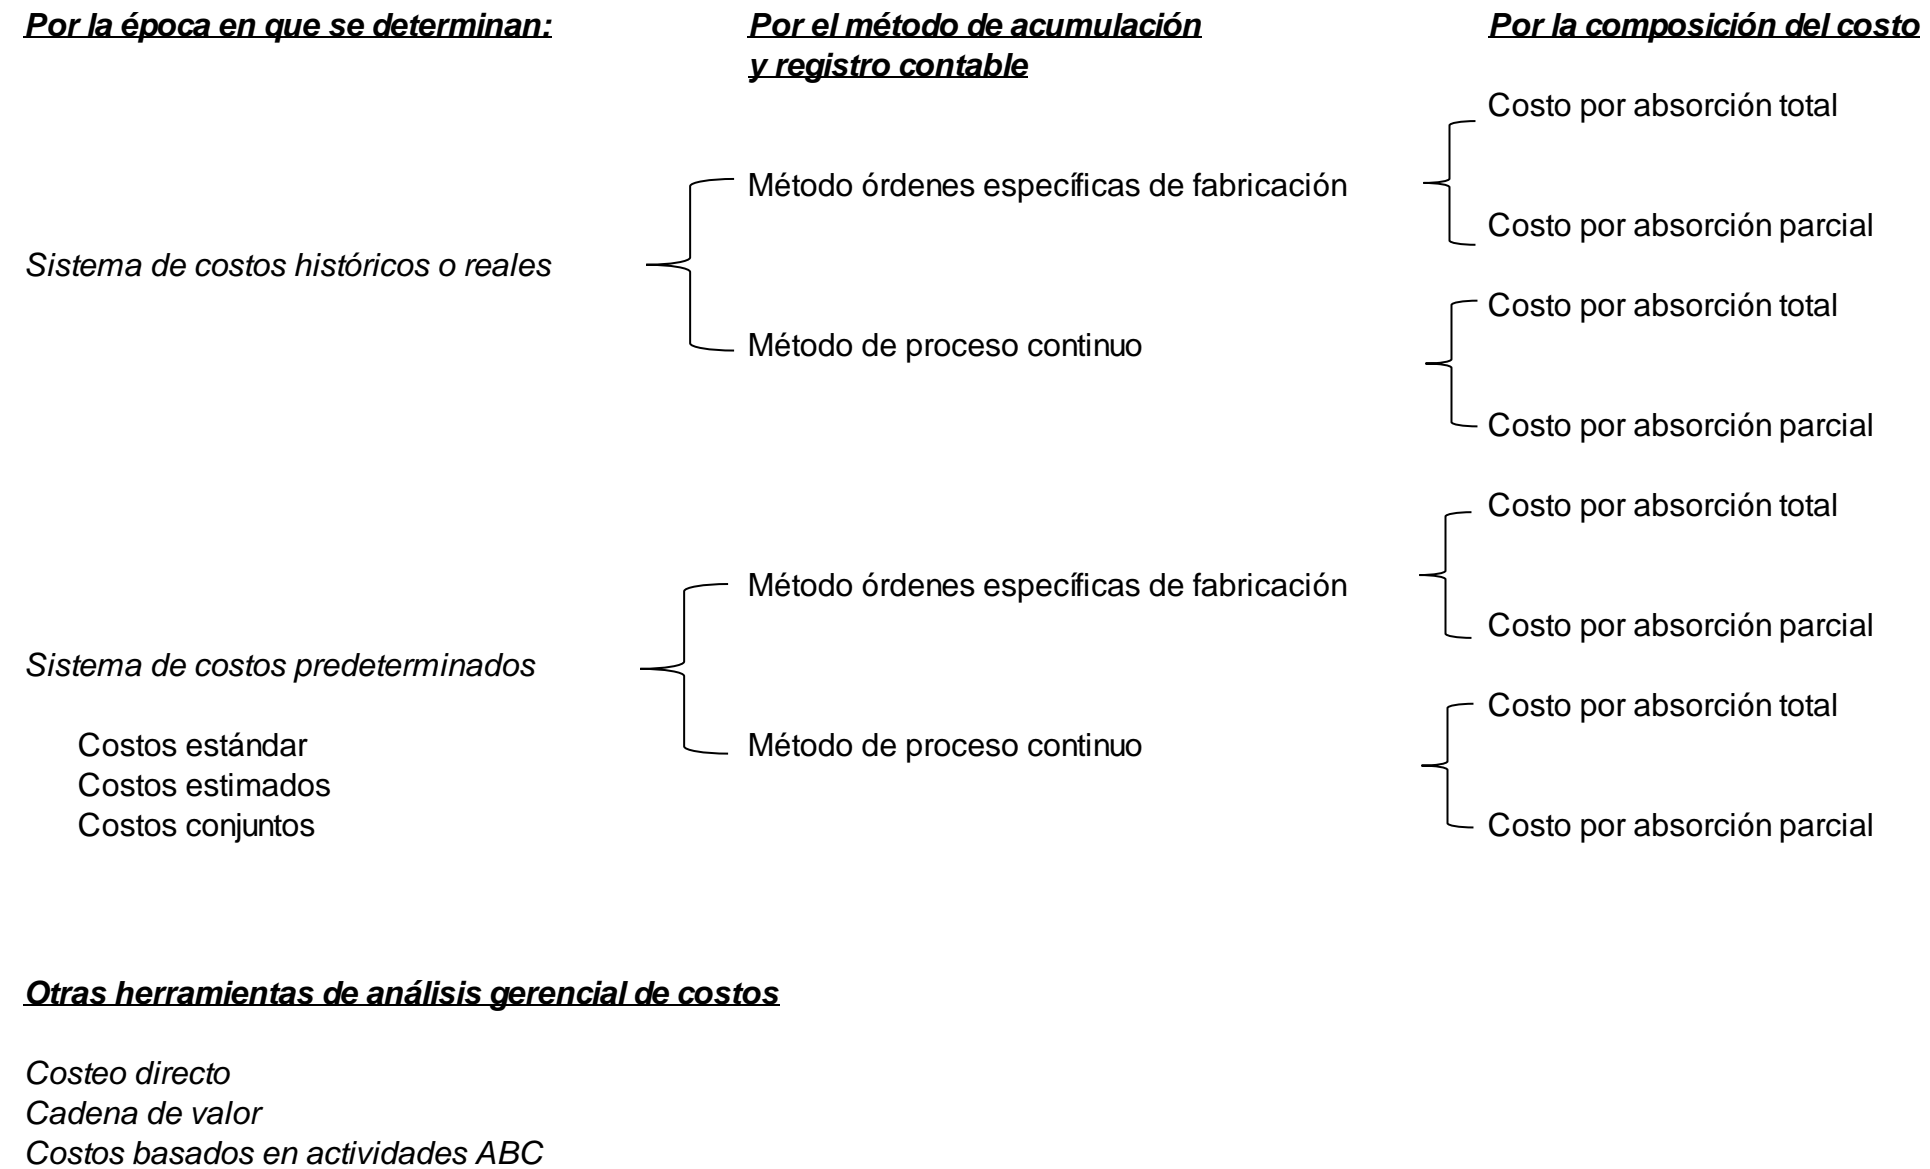 Por la época en que se determinan:
Por el método de acumulación
y registro contable
Por la composición del costo
Costo por absorción total
Método órdenes específicas de fabricación
Costo por absorción parcial
Sistema de costos históricos o reales
Costo por absorción total
Método de proceso continuo
Costo por absorción parcial
Costo por absorción total
Método órdenes específicas de fabricación
Costo por absorción parcial
Sistema de costos predeterminados
Costo por absorción total
Costos estándar
Método de proceso continuo
Costos estimados
Costos conjuntos
Costo por absorción parcial
Otras herramientas de análisis gerencial de costos
Costeo directo
Cadena de valor
Costos basados en actividades ABC